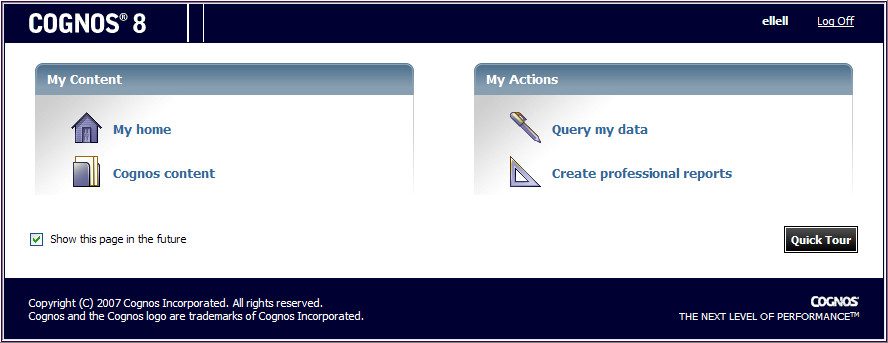 COGNOS® 8
ellell
Log Off
My Content
My home
Cognos content
My Actions
Query my data
Create professional reports
Show this page in the future
Quick Tour
Copyright (C) 2007 Cognos Incorporated. All rights reserved.
Cognos and the Cognos logo are trademarks of Cognos Incorporated.
COGNOS®
THE NEXT LEVEL OF PERFORMANCE™